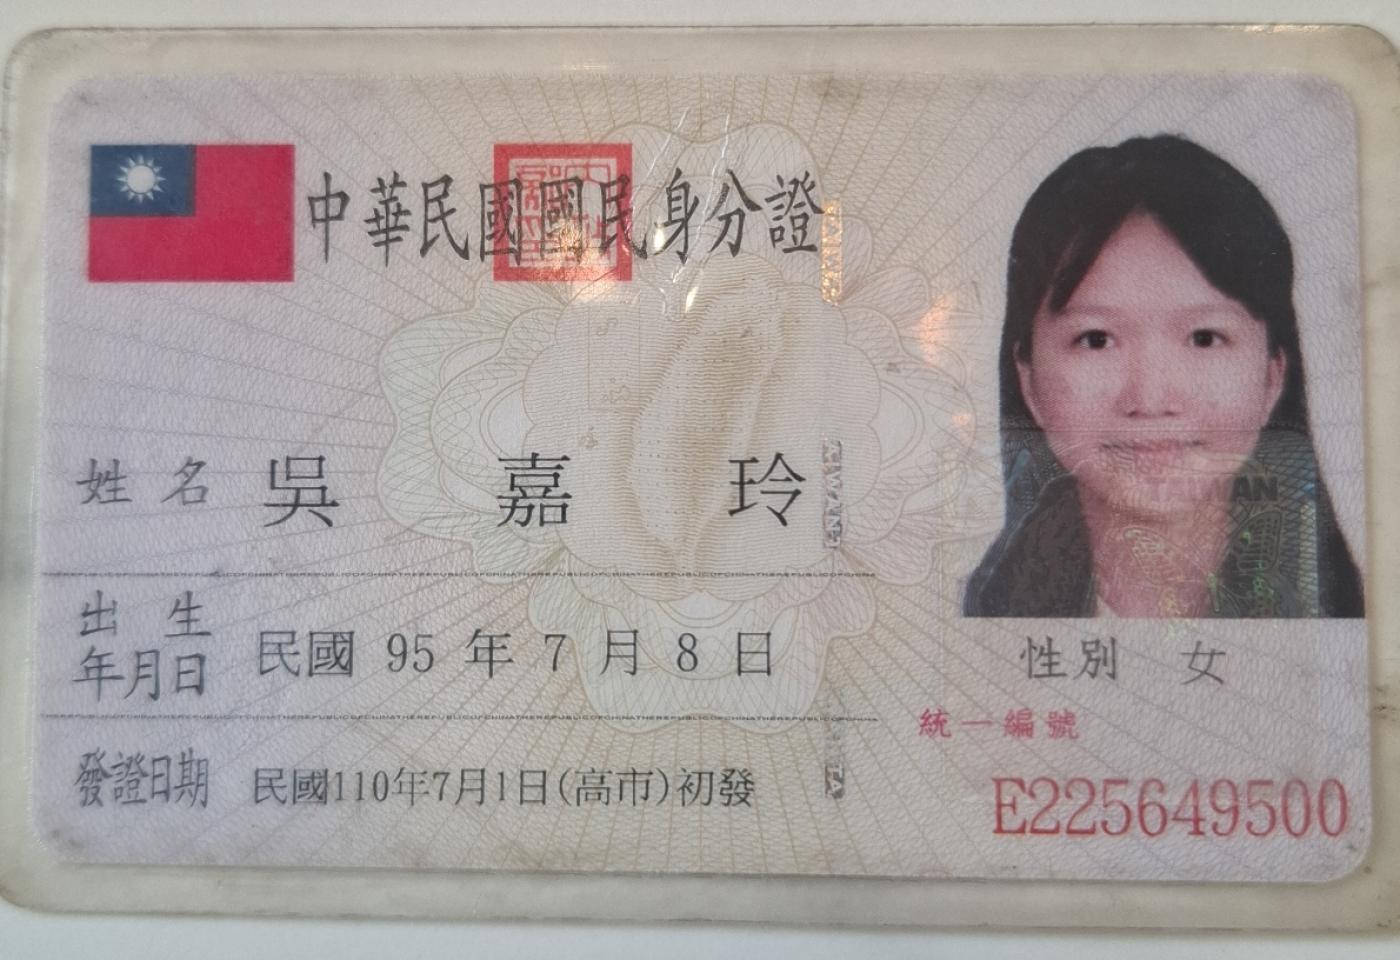 中華民國國民身分證
姓名 吳嘉玲
出生年月日 民國 95 年 7 月 8 日
發證日期 民國110年7月1日(高市)初發
TAIWAN
性別 女
統一編號
E225649500